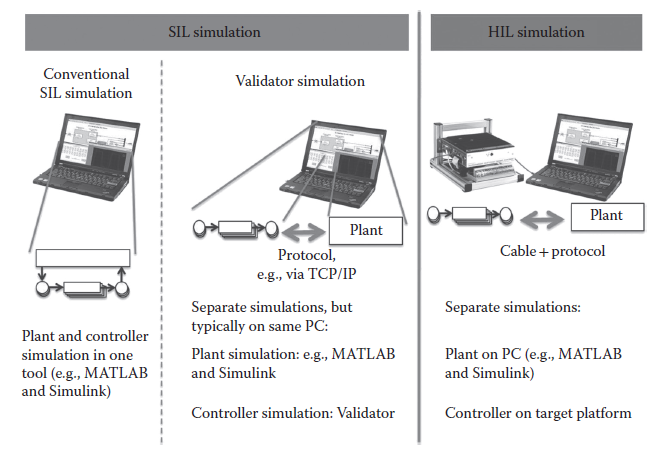 SIL simulation
HIL simulation
Conventional
SIL simulation
Validator simulation
Plant
Protocol,
e.g., via TCP/IP
Plant
Cable + protocol
Plant and controller
simulation in one
tool (e.g., MATLAB
and Simulink)
Separate simulations, but
typically on same PC:
Plant simulation: e.g., MATLAB
and Simulink
Controller simulation: Validator
Separate simulations:
Plant on PC (e.g., MATLAB
and Simulink)
Controller on target platform